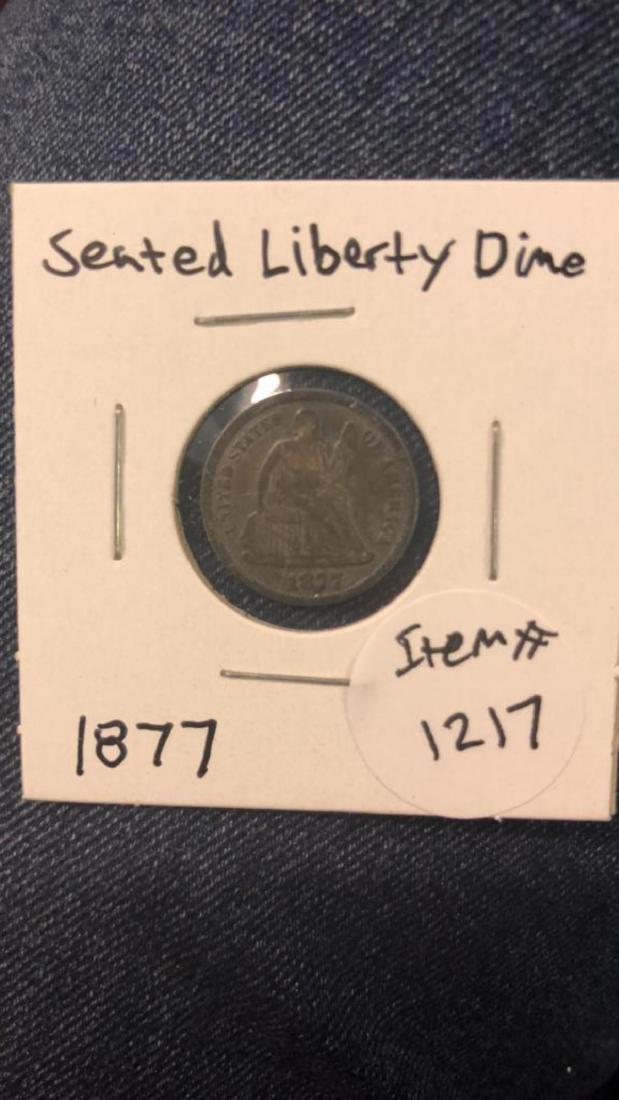 Seated Liberty Dime
UNITED STATES OF AMERICA
1877
Item#
1217
1877